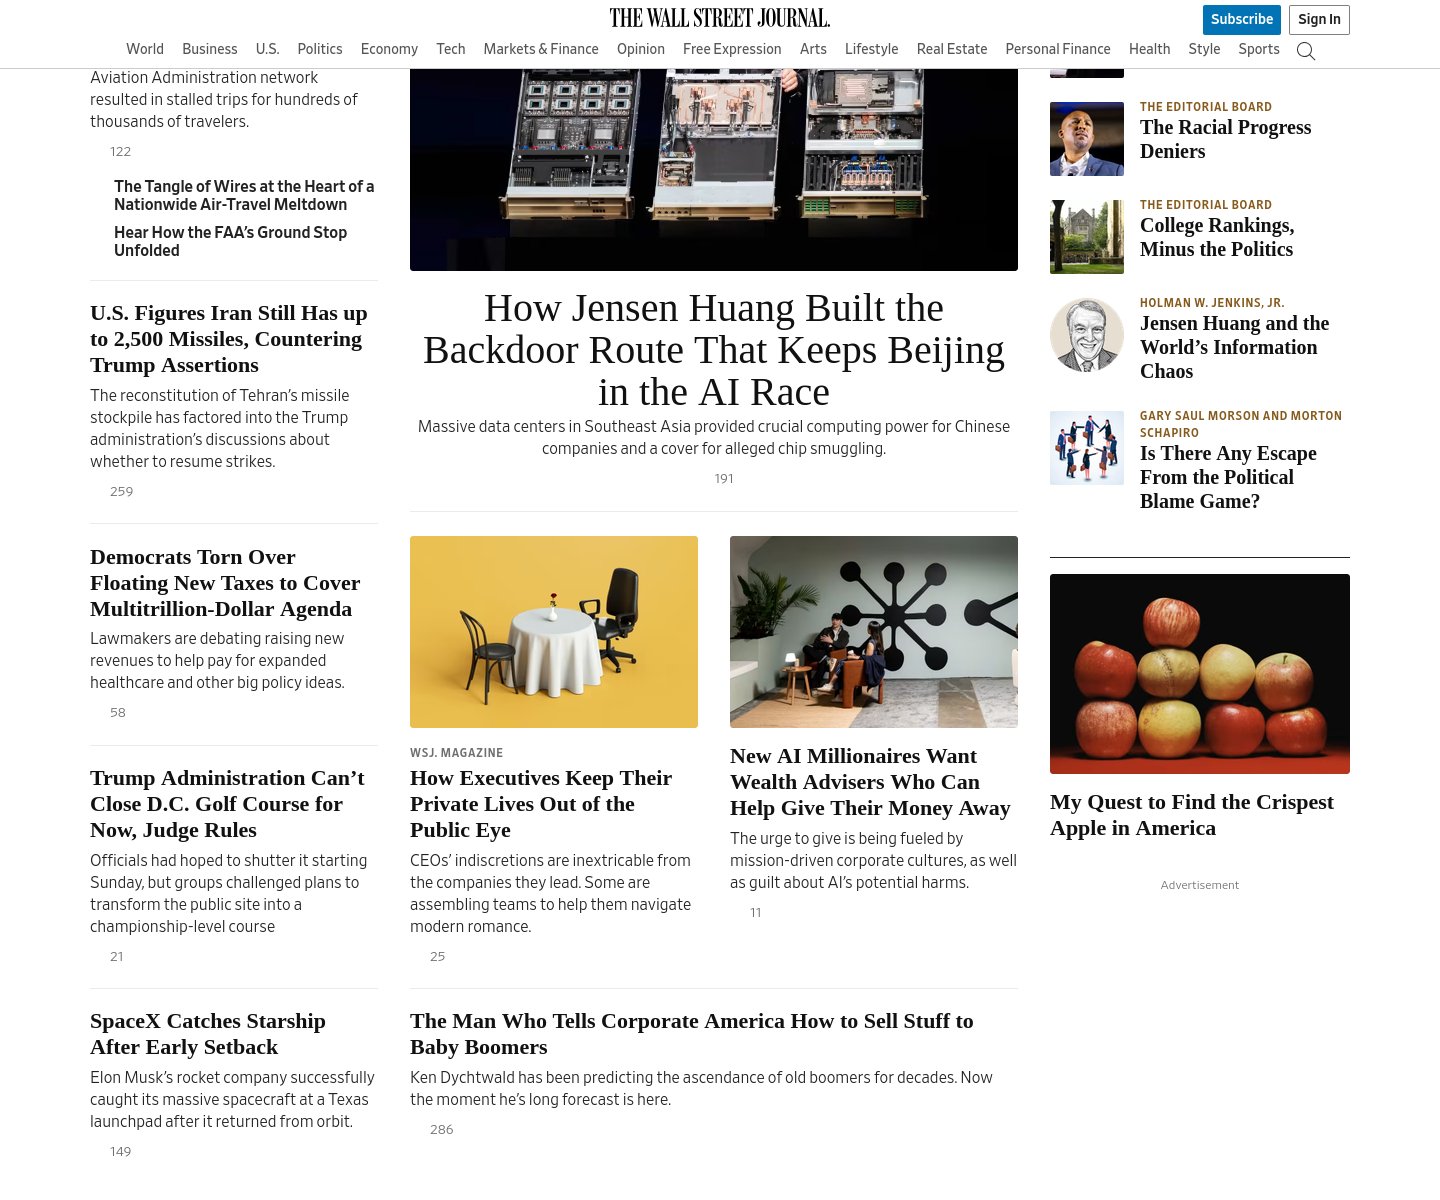 THE WALL STREET JOURNAL.
Subscribe
Sign In
World Business U.S. Politics Economy Tech Markets & Finance Opinion Free Expression Arts Lifestyle Real Estate Personal Finance Health Style Sports
Aviation Administration network
resulted in stalled trips for hundreds of
thousands of travelers.
122
The Tangle of Wires at the Heart of a
Nationwide Air-Travel Meltdown
Hear How the FAA’s Ground Stop
Unfolded
U.S. Figures Iran Still Has up
to 2,500 Missiles, Countering
Trump Assertions
The reconstitution of Tehran’s missile
stockpile has factored into the Trump
administration’s discussions about
whether to resume strikes.
259
Democrats Torn Over
Floating New Taxes to Cover
Multitrillion-Dollar Agenda
Lawmakers are debating raising new
revenues to help pay for expanded
healthcare and other big policy ideas.
58
Trump Administration Can’t
Close D.C. Golf Course for
Now, Judge Rules
Officials had hoped to shutter it starting
Sunday, but groups challenged plans to
transform the public site into a
championship-level course
21
SpaceX Catches Starship
After Early Setback
Elon Musk’s rocket company successfully
caught its massive spacecraft at a Texas
launchpad after it returned from orbit.
149
How Jensen Huang Built the
Backdoor Route That Keeps Beijing
in the AI Race
Massive data centers in Southeast Asia provided crucial computing power for Chinese
companies and a cover for alleged chip smuggling.
191
WSJ. MAGAZINE
How Executives Keep Their
Private Lives Out of the
Public Eye
CEOs’ indiscretions are inextricable from
the companies they lead. Some are
assembling teams to help them navigate
modern romance.
25
New AI Millionaires Want
Wealth Advisers Who Can
Help Give Their Money Away
The urge to give is being fueled by
mission-driven corporate cultures, as well
as guilt about AI’s potential harms.
11
The Man Who Tells Corporate America How to Sell Stuff to
Baby Boomers
Ken Dychtwald has been predicting the ascendance of old boomers for decades. Now
the moment he’s long forecast is here.
286
THE EDITORIAL BOARD
The Racial Progress
Deniers
THE EDITORIAL BOARD
College Rankings,
Minus the Politics
HOLMAN W. JENKINS, JR.
Jensen Huang and the
World’s Information
Chaos
GARY SAUL MORSON AND MORTON
SCHAPIRO
Is There Any Escape
From the Political
Blame Game?
My Quest to Find the Crispest
Apple in America
Advertisement